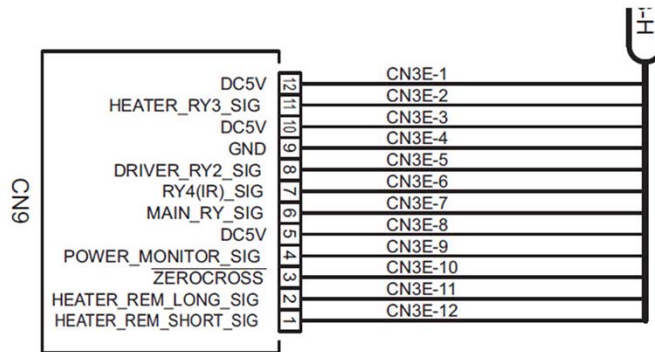 -H
CN9
DC5V 12 CN3E-1
HEATER_RY3_SIG 11 CN3E-2
DC5V 10 CN3E-3
GND 9 CN3E-4
DRIVER_RY2_SIG 8 CN3E-5
RY4(IR)_SIG 7 CN3E-6
MAIN_RY_SIG 6 CN3E-7
DC5V 5 CN3E-8
POWER_MONITOR_SIG 4 CN3E-9
ZEROCROSS 3 CN3E-10
HEATER_REM_LONG_SIG 2 CN3E-11
HEATER_REM_SHORT_SIG 1 CN3E-12